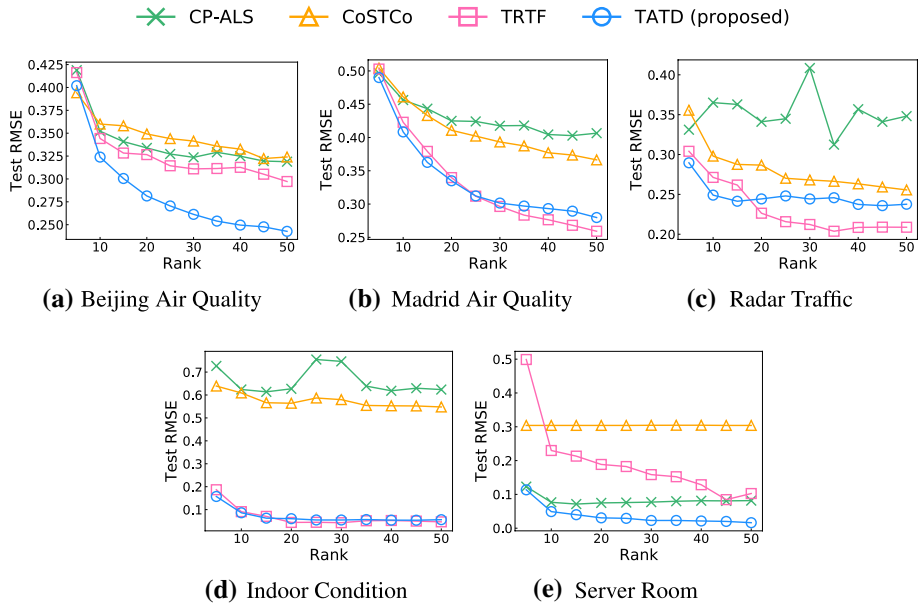 CP-ALS CoSTCo TRTF TATD (proposed)
0.425
0.400
0.375
0.350
0.325
0.300
0.275
0.250
Test RMSE
10 20 30 40 50
Rank
(a) Beijing Air Quality
0.50
0.45
0.40
0.35
0.30
0.25
Test RMSE
10 20 30 40 50
Rank
(b) Madrid Air Quality
0.40
0.35
0.30
0.25
0.20
Test RMSE
10 20 30 40 50
Rank
(c) Radar Traffic
0.7
0.6
0.5
0.4
0.3
0.2
0.1
Test RMSE
10 20 30 40 50
Rank
(d) Indoor Condition
0.5
0.4
0.3
0.2
0.1
0.0
Test RMSE
10 20 30 40 50
Rank
(e) Server Room